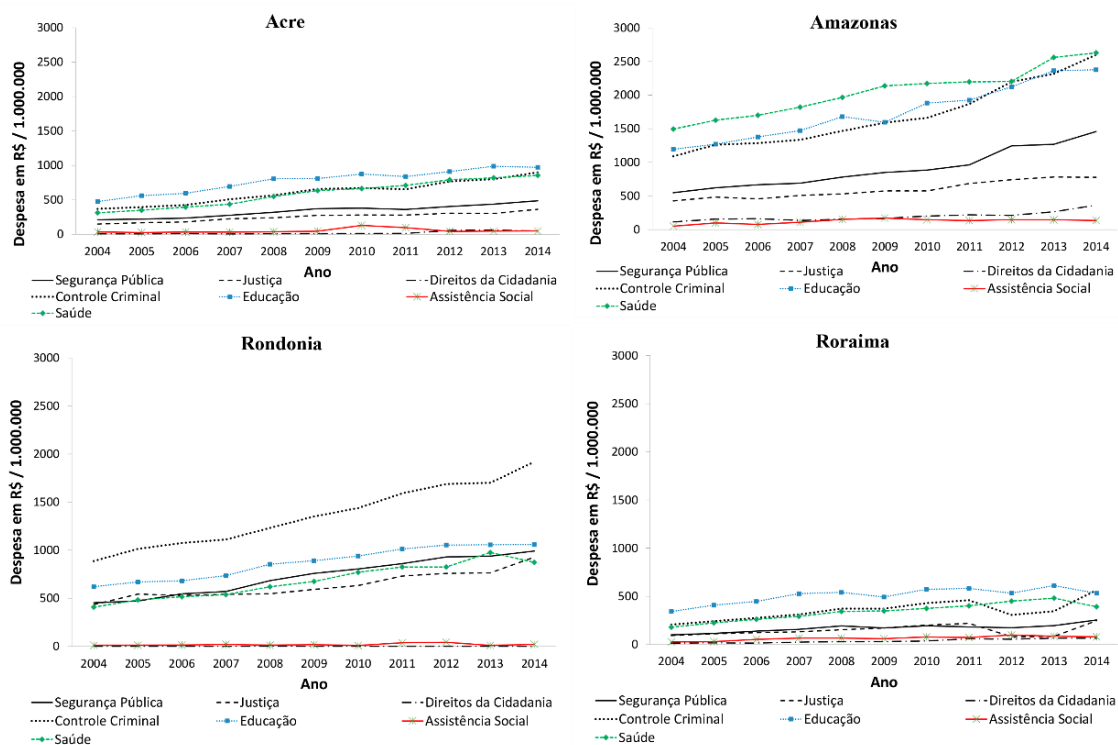 Acre
3000
2500
2000
1500
1000
500
0
Despesa em R$ / 1.000.000
2004 2005 2006 2007 2008 2009 2010 2011 2012 2013 2014
Ano
Segurança Pública Justiça Direitos da Cidadania
Controle Criminal Educação Assistência Social
Saúde
Amazonas
3000
2500
2000
1500
1000
500
0
Despesa em R$ / 1.000.000
2004 2005 2006 2007 2008 2009 2010 2011 2012 2013 2014
Ano
Segurança Pública Justiça Direitos da Cidadania
Controle Criminal Educação Assistência Social
Saúde
Rondonia
3000
2500
2000
1500
1000
500
0
Despesa em R$ / 1.000.000
2004 2005 2006 2007 2008 2009 2010 2011 2012 2013 2014
Ano
Segurança Pública Justiça Direitos da Cidadania
Controle Criminal Educação Assistência Social
Saúde
Roraima
3000
2500
2000
1500
1000
500
0
Despesa em R$ / 1.000.000
2004 2005 2006 2007 2008 2009 2010 2011 2012 2013 2014
Ano
Segurança Pública Justiça Direitos da Cidadania
Controle Criminal Educação Assistência Social
Saúde